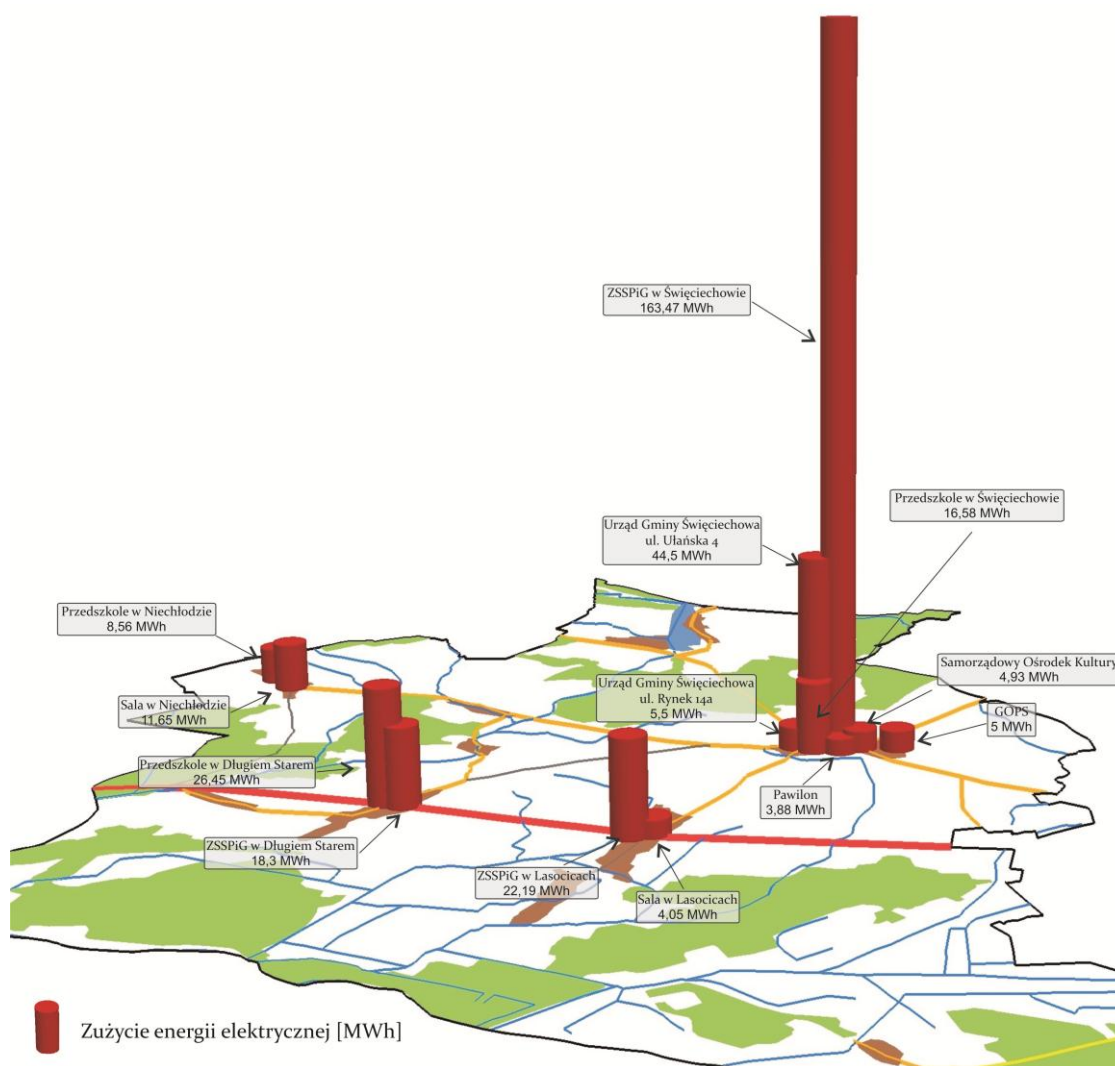 ZSSPiG w Święciechowie
163,47 MWh
Przedszkole w Święciechowie
16,58 MWh
Urząd Gminy Święciechowa
ul. Ułańska 4
44,5 MWh
Przedszkole w Niechłodzie
8,56 MWh
Samorządowy Ośrodek Kultury
4,93 MWh
Urząd Gminy Święciechowa
ul. Rynek 14a
5,5 MWh
Sala w Niechłodzie
11,65 MWh
GOPS
5 MWh
Przedszkole w Długiem Starem
26,45 MWh
Pawilon
3,88 MWh
ZSSPiG w Długiem Starem
18,3 MWh
ZSSPiG w Lasocicach
22,19 MWh
Sala w Lasocicach
4,05 MWh
Zużycie energii elektrycznej [MWh]